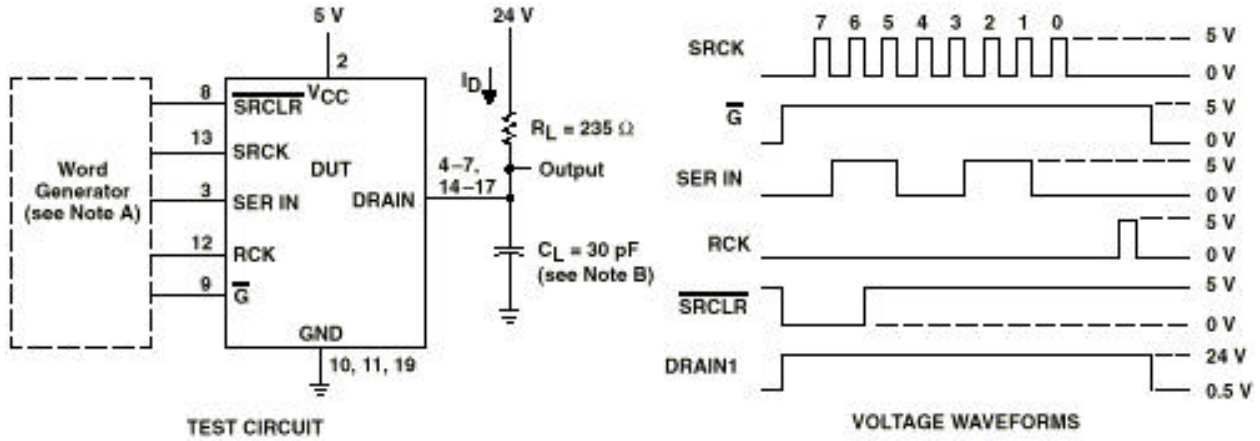 5 V
24 V
2
ID
8
SRCLR
VCC
RL = 235 Ω
13
SRCK
DUT
4–7,
14–17
Output
Word
Generator
(see Note A)
3
SER IN
DRAIN
12
RCK
CL = 30 pF
(see Note B)
9
G
GND
10, 11, 19
TEST CIRCUIT
7 6 5 4 3 2 1 0
SRCK
5 V
0 V
G
5 V
0 V
SER IN
5 V
0 V
RCK
5 V
0 V
SRCLR
5 V
0 V
DRAIN1
24 V
0.5 V
VOLTAGE WAVEFORMS